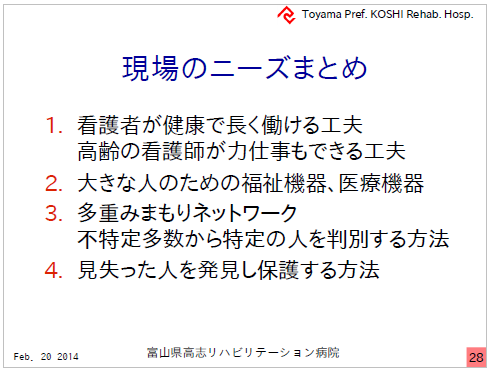 Toyama Pref. KOSHI Rehab. Hosp.
現場のニーズまとめ
1. 看護者が健康で長く働ける工夫
高齢の看護師が力仕事もできる工夫
2. 大きな人のための福祉機器、医療機器
3. 多重みまもりネットワーク
不特定多数から特定の人を判別する方法
4. 見失った人を発見し保護する方法
Feb. 20 2014
富山県高志リハビリテーション病院
28